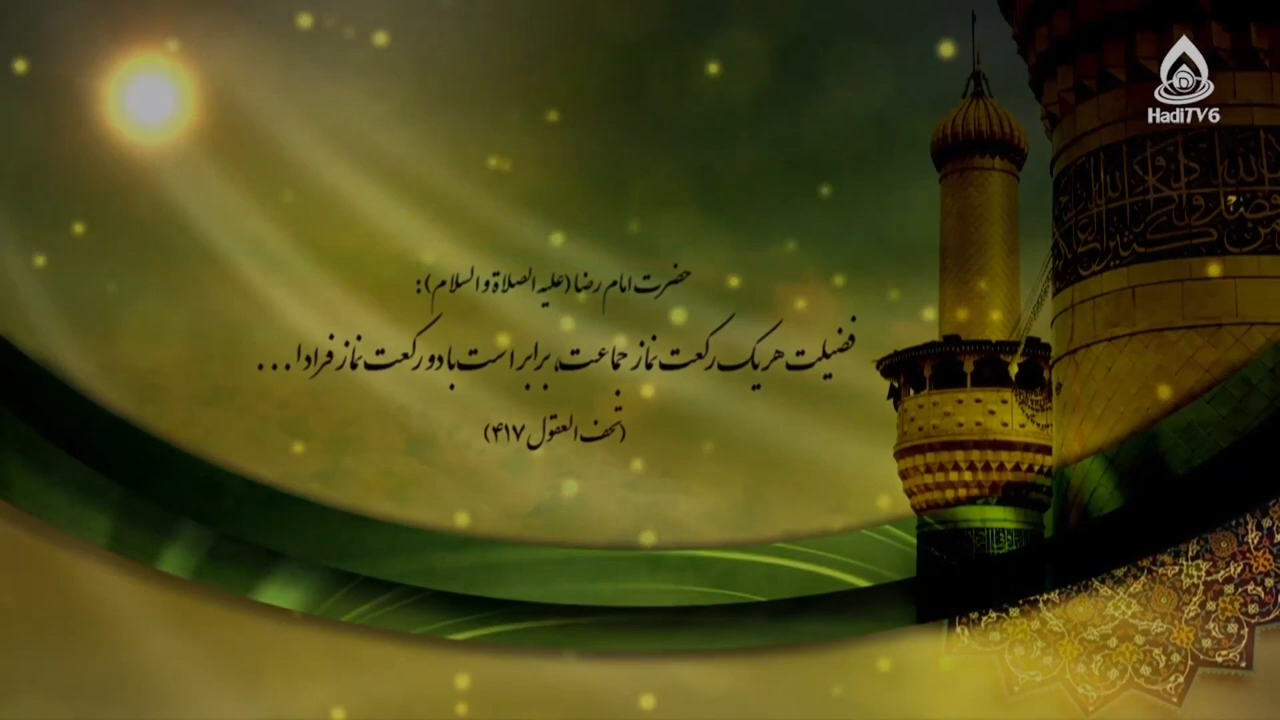 HadiTV6
حضرت امام رضا (علیه الصلاة و السلام):
فضیلت هر یک رکعت نماز جماعت، برابر است با دو رکعت نماز فرادا...
(تحف العقول ۴۱۷)